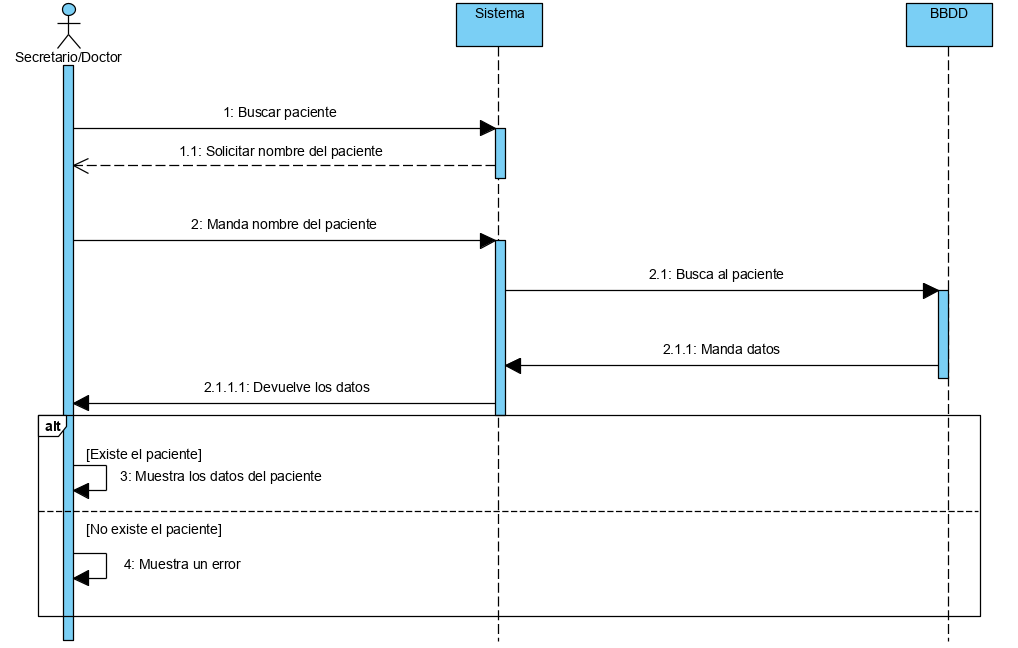 Secretario/Doctor
Sistema
BBDD
1: Buscar paciente
1.1: Solicitar nombre del paciente
2: Manda nombre del paciente
2.1: Busca al paciente
2.1.1: Manda datos
2.1.1.1: Devuelve los datos
alt
[Existe el paciente]
3: Muestra los datos del paciente
[No existe el paciente]
4: Muestra un error